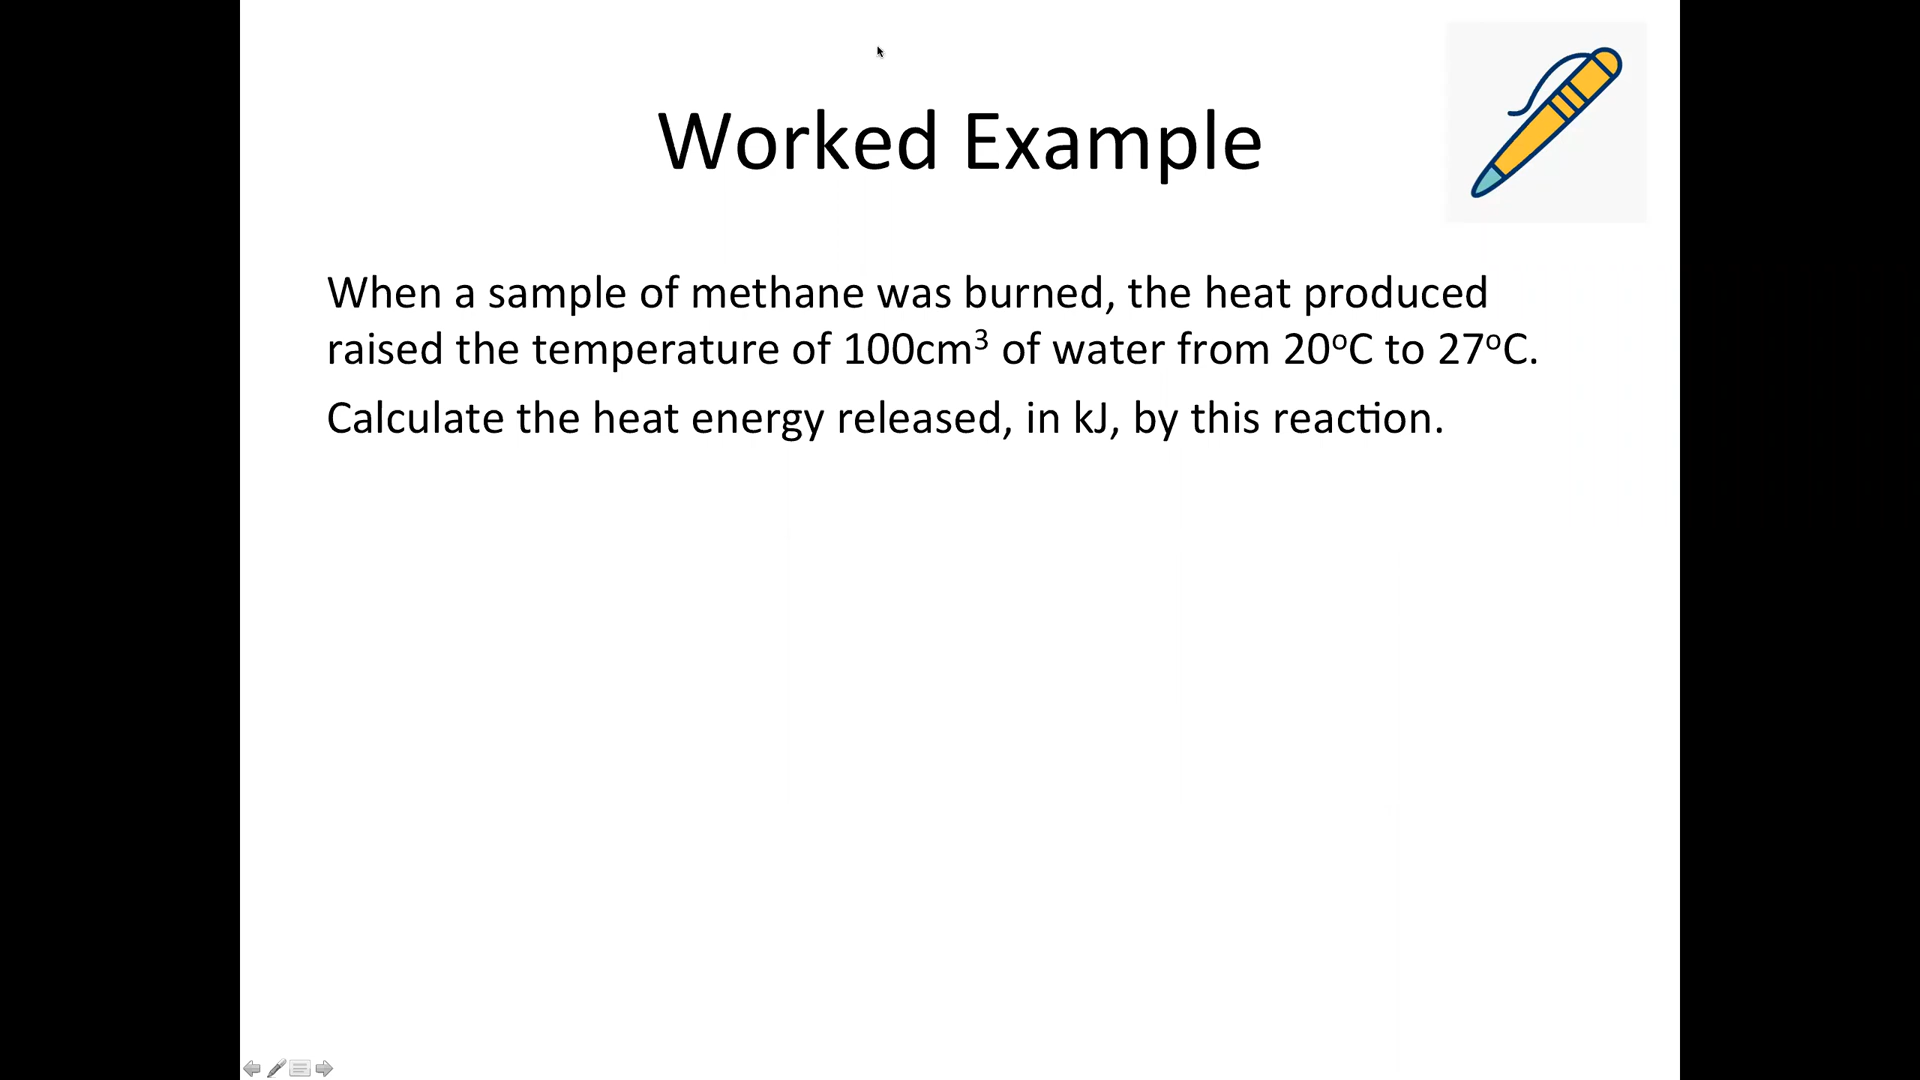 Worked Example
When a sample of methane was burned, the heat produced
raised the temperature of 100cm³ of water from 20ºC to 27ºC.
Calculate the heat energy released, in kJ, by this reaction.